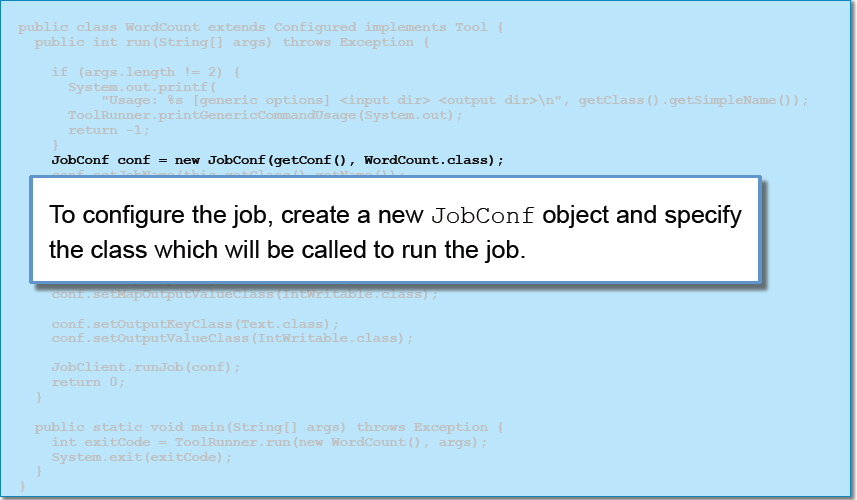 public class WordCount extends Configured implements Tool {
public int run(String[] args) throws Exception {
if (args.length != 2) {
System.out.printf(
"Usage: %s [generic options] <input dir> <output dir>\n", getClass().getSimpleName());
ToolRunner.printGenericCommandUsage(System.out);
return -1;
}
JobConf conf = new JobConf(getConf(), WordCount.class);
conf.setJobName(this.getClass().getName());
To configure the job, create a new JobConf object and specify
the class which will be called to run the job.
conf.setMapOutputValueClass(IntWritable.class);
conf.setOutputKeyClass(Text.class);
conf.setOutputValueClass(IntWritable.class);
JobClient.runJob(conf);
return 0;
}
public static void main(String[] args) throws Exception {
int exitCode = ToolRunner.run(new WordCount(), args);
System.exit(exitCode);
}
}